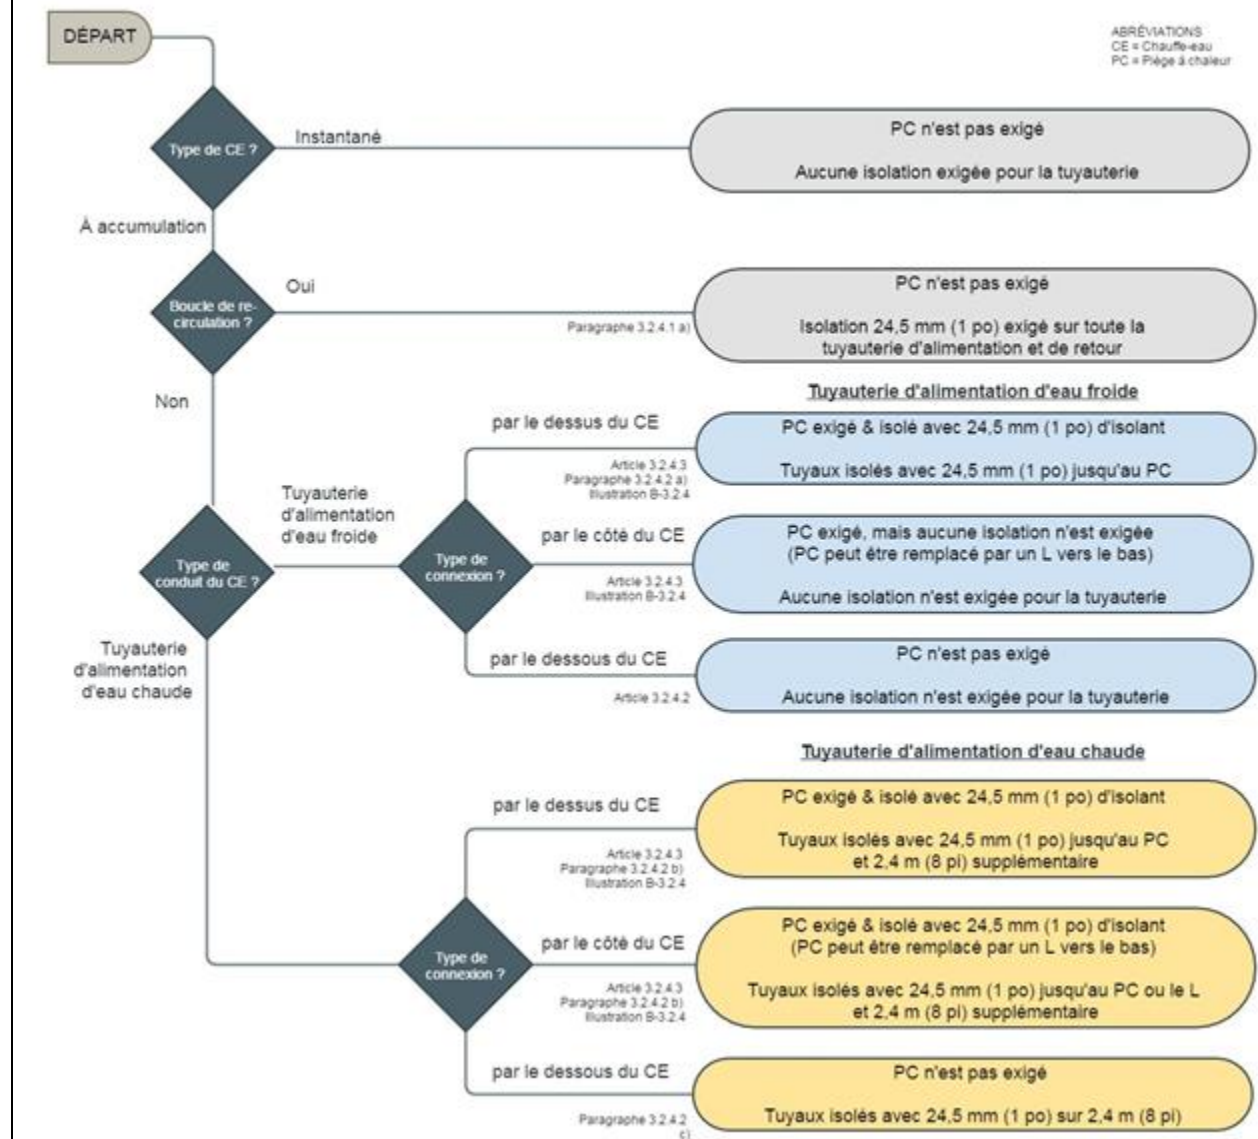 DÉPART
ABRÉVIATIONS
CE = Chauffe-eau
PC = Piège à chaleur
Type de CE ?
Instantané
PC n'est pas exigé
Aucune isolation exigée pour la tuyauterie
À accumulation
Boucle de re-
circulation ?
Oui
Paragraphe 3.2.4.1 a)
PC n'est pas exigé
Isolation 24,5 mm (1 po) exigé sur toute la
tuyauterie d'alimentation et de retour
Non
Tuyauterie d'alimentation d'eau froide
Type de
conduit du CE ?
Tuyauterie
d'alimentation
d'eau froide
Type de
connexion ?
par le dessus du CE
Article 3.2.4.3
Paragraphe 3.2.4.2 a)
Illustration B-3.2.4
PC exigé & isolé avec 24,5 mm (1 po) d'isolant
Tuyaux isolés avec 24,5 mm (1 po) jusqu'au PC
par le côté du CE
Article 3.2.4.3
Illustration B-3.2.4
PC exigé, mais aucune isolation n'est exigée
(PC peut être remplacé par un L vers le bas)
Aucune isolation n'est exigée pour la tuyauterie
par le dessous du CE
Article 3.2.4.2
PC n'est pas exigé
Aucune isolation n'est exigée pour la tuyauterie
Tuyauterie
d'alimentation
d'eau chaude
Tuyauterie d'alimentation d'eau chaude
Type de
connexion ?
par le dessus du CE
Article 3.2.4.3
Paragraphe 3.2.4.2 b)
Illustration B-3.2.4
PC exigé & isolé avec 24,5 mm (1 po) d'isolant
Tuyaux isolés avec 24,5 mm (1 po) jusqu'au PC
et 2,4 m (8 pi) supplémentaire
par le côté du CE
Article 3.2.4.3
Paragraphe 3.2.4.2 b)
Illustration B-3.2.4
PC exigé & isolé avec 24,5 mm (1 po) d'isolant
(PC peut être remplacé par un L vers le bas)
Tuyaux isolés avec 24,5 mm (1 po) jusqu'au PC ou le L
et 2,4 m (8 pi) supplémentaire
par le dessous du CE
Paragraphe 3.2.4.2
c)
PC n'est pas exigé
Tuyaux isolés avec 24,5 mm (1 po) sur 2,4 m (8 pi)